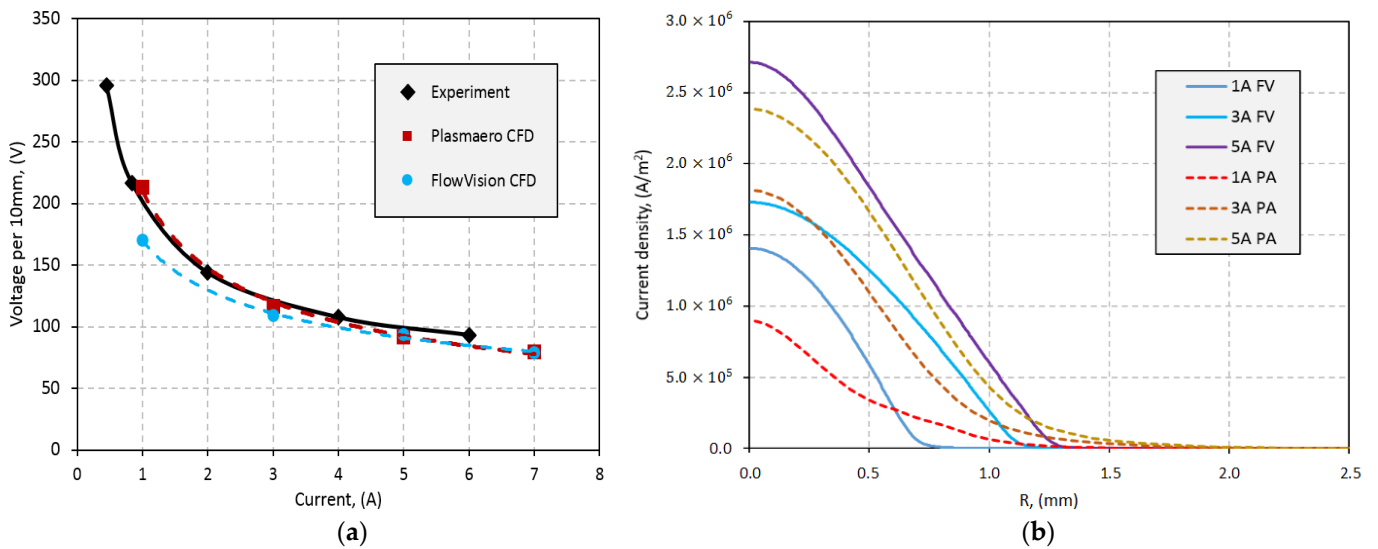 350
300
250
200
150
100
50
0
0 1 2 3 4 5 6 7 8
Voltage per 10mm, (V)
Current, (A)
Experiment
Plasmaero CFD
FlowVision CFD
(a)
3.0 × 10⁶
2.5 × 10⁶
2.0 × 10⁶
1.5 × 10⁶
1.0 × 10⁶
5.0 × 10⁵
0.0
0.0 0.5 1.0 1.5 2.0 2.5
Current density, (A/m²)
R, (mm)
1A FV
3A FV
5A FV
1A PA
3A PA
5A PA
(b)